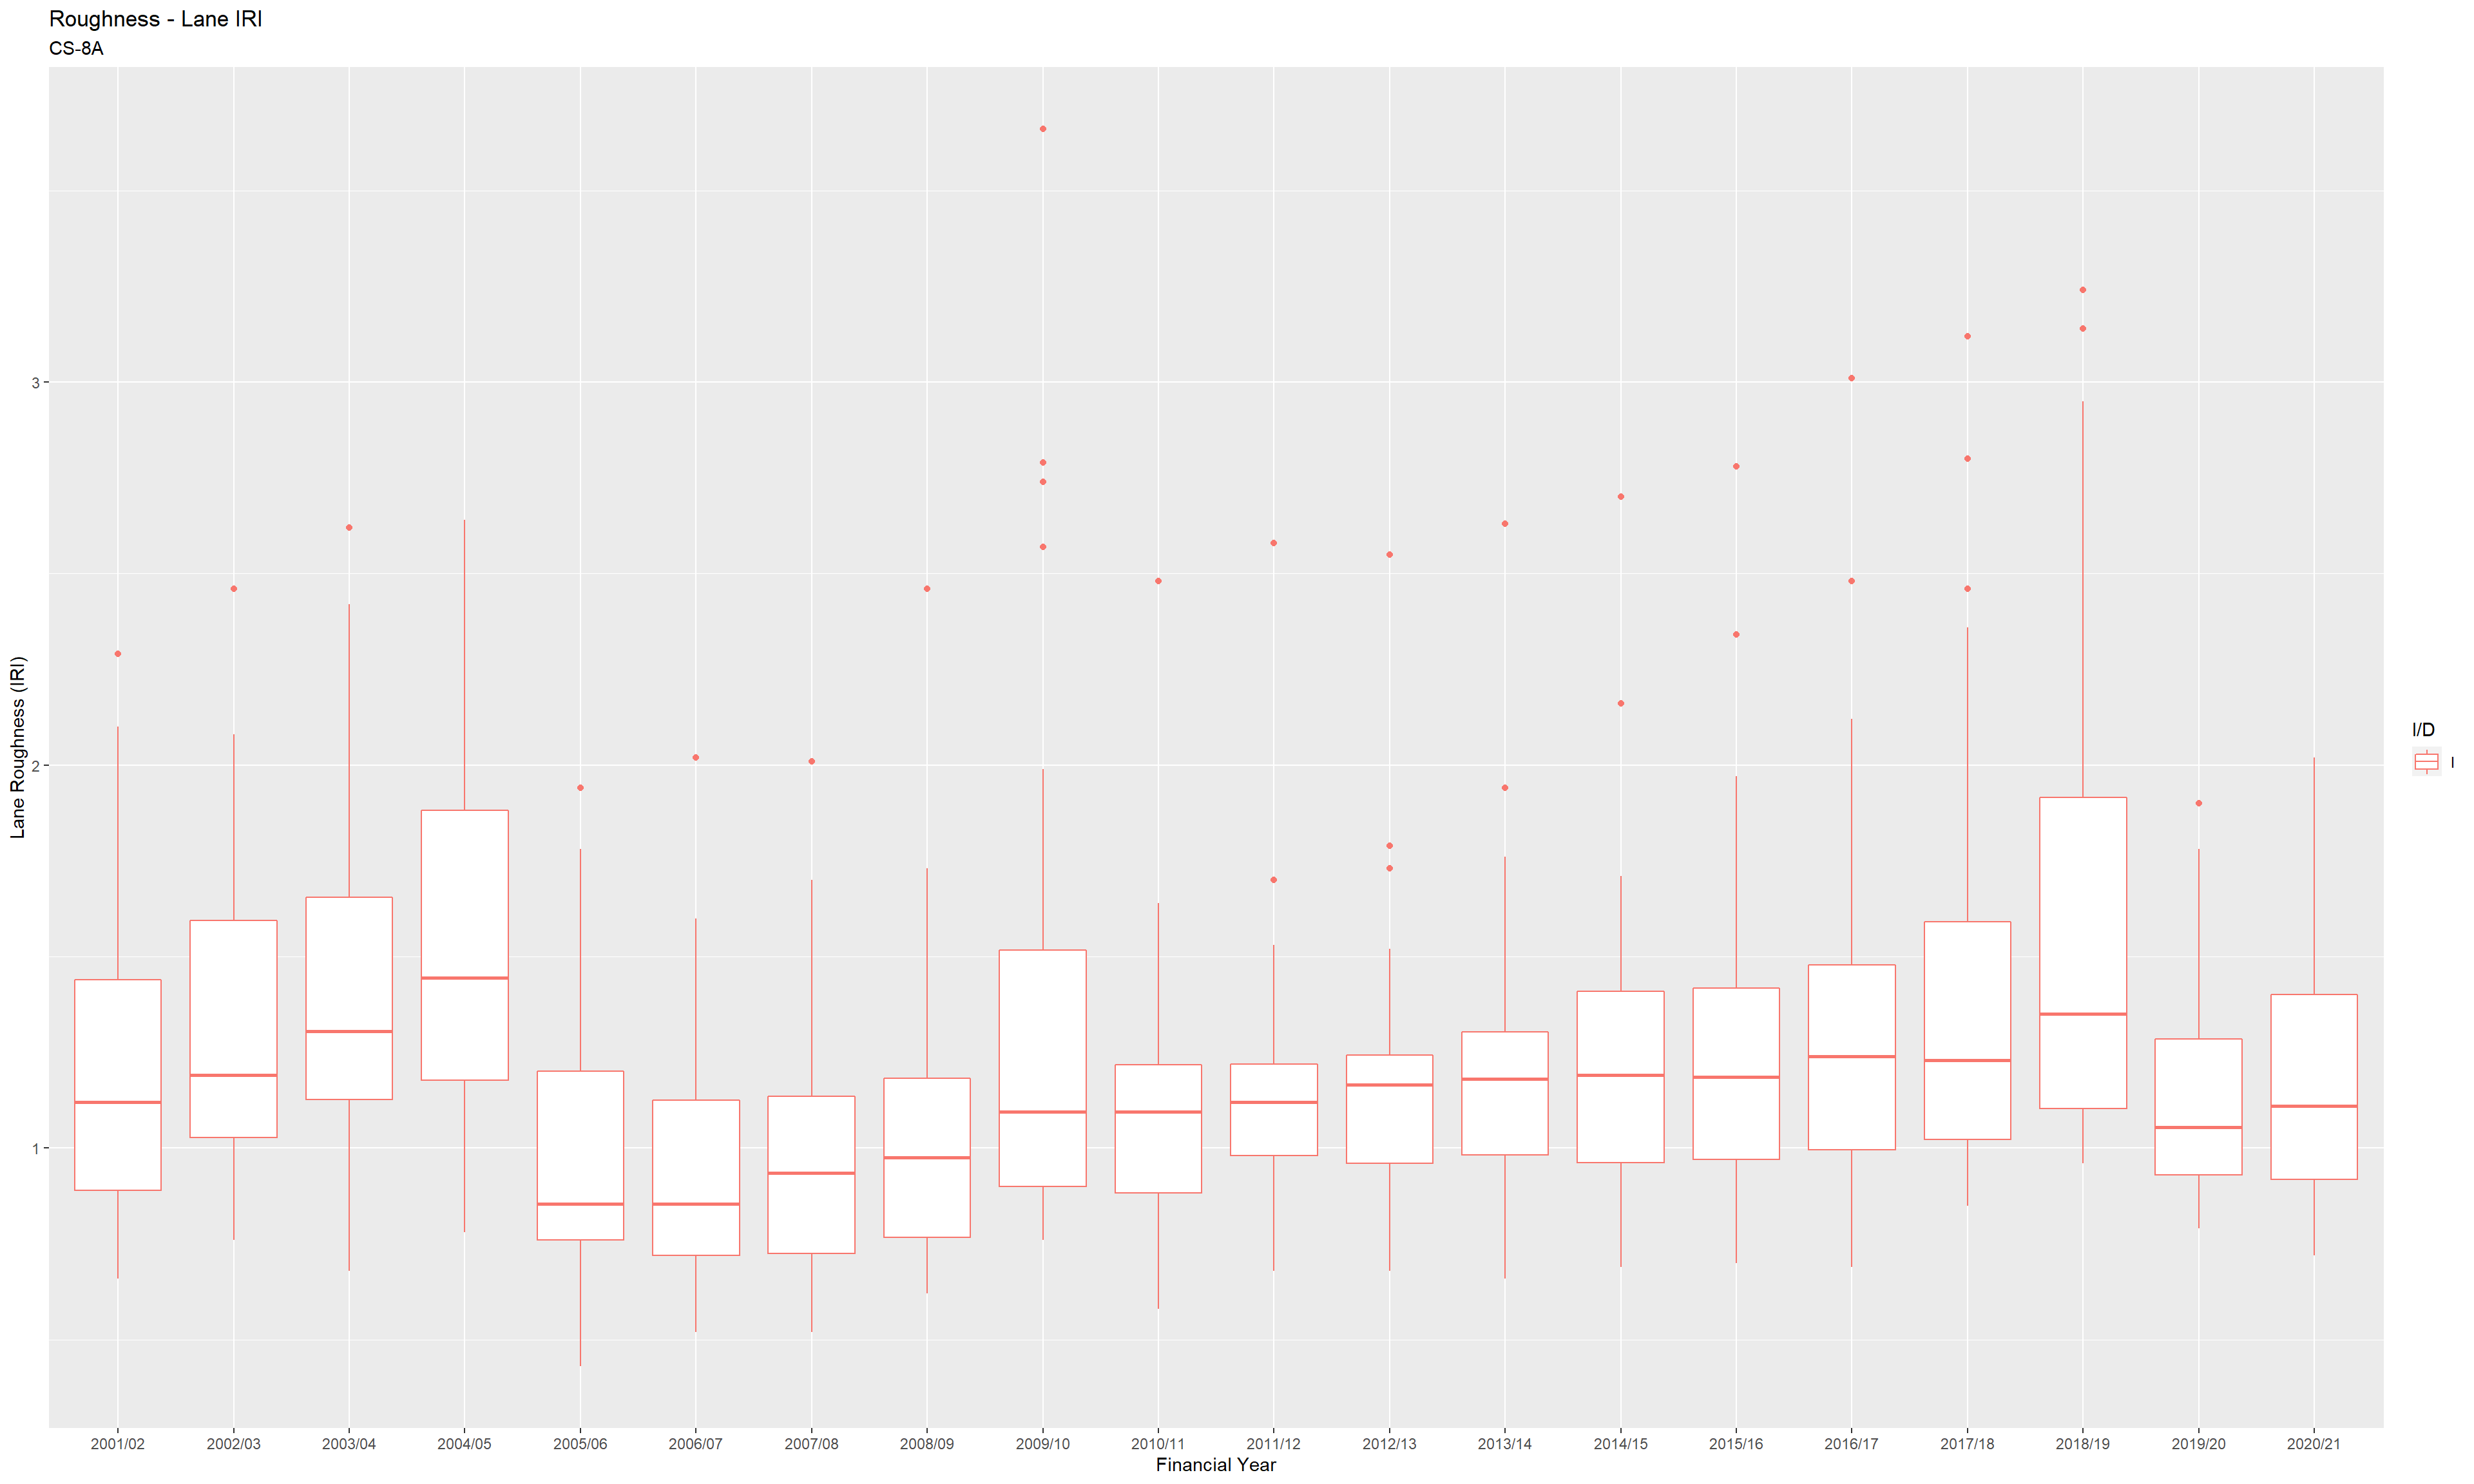 Roughness - Lane IRI
CS-8A
Lane Roughness (IRI)
3
2
1
2001/02 2002/03 2003/04 2004/05 2005/06 2006/07 2007/08 2008/09 2009/10 2010/11 2011/12 2012/13 2013/14 2014/15 2015/16 2016/17 2017/18 2018/19 2019/20 2020/21
Financial Year
I/D
I